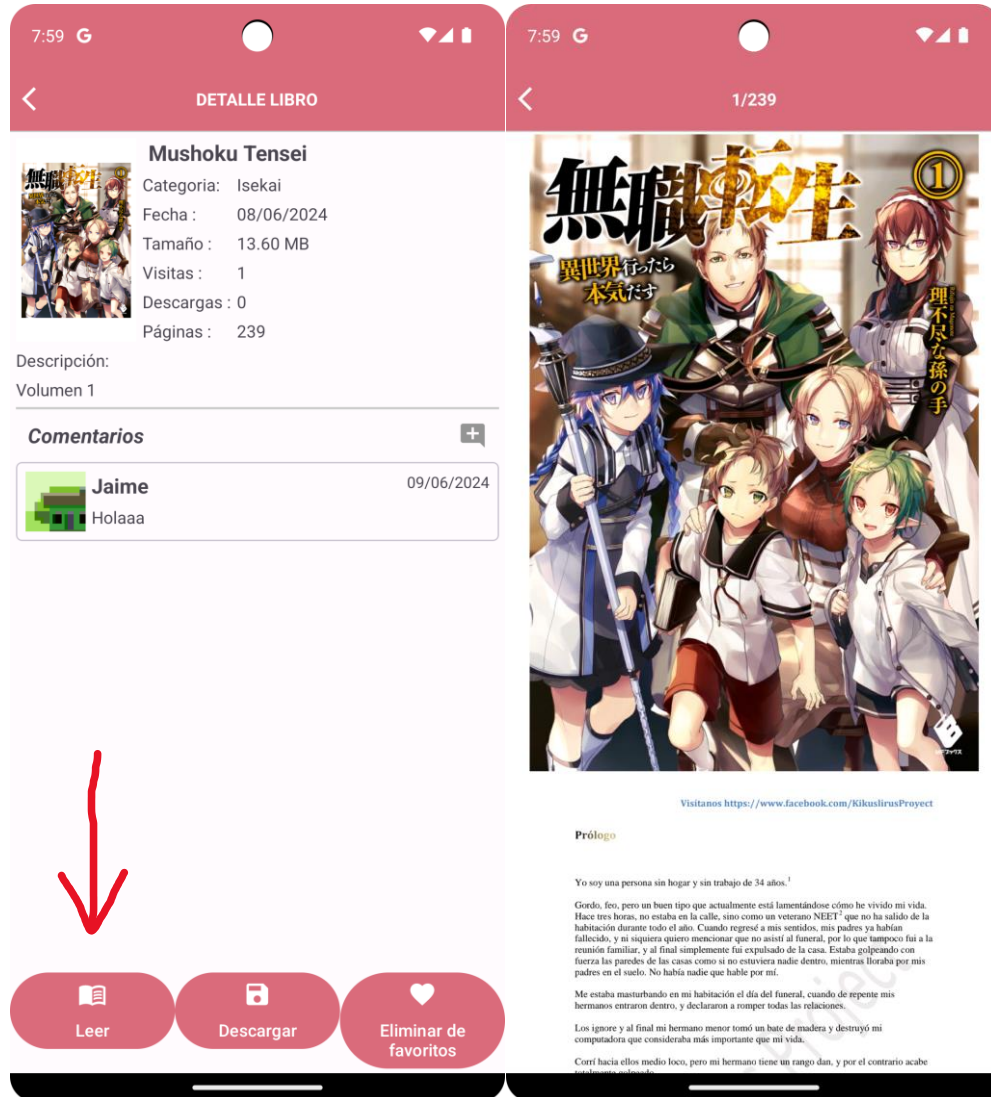 7:59 G
DETALLE LIBRO
Mushoku Tensei
Categoria: Isekai
Fecha : 08/06/2024
Tamaño : 13.60 MB
Visitas : 1
Descargas : 0
Páginas : 239
Descripción:
Volumen 1
Comentarios
Jaime 09/06/2024
Holaaa
Leer
Descargar
Eliminar de
favoritos
7:59 G
1/239
無職転生
1
異世界行ったら
本気だす
理不尽な孫の手
MFブックス
Visítanos https://www.facebook.com/KikuslirusProyect
Prólogo
Yo soy una persona sin hogar y sin trabajo de 34 años.1
Gordo, feo, pero un buen tipo que actualmente está lamentándose cómo he vivido mi vida.
Hace tres horas, no estaba en la calle, sino como un veterano NEET2 que no ha salido de la
habitación durante todo el año. Cuando regresé a mis sentidos, mis padres ya habían
fallecido, y ni siquiera quiero mencionar que no asistí al funeral, por lo que tampoco fui a la
reunión familiar, y al final simplemente fui expulsado de la casa. Estaba golpeando con
fuerza las paredes de las casas como si no estuviera nadie dentro, mientras lloraba por mis
padres en el suelo. No había nadie que hable por mí.
Me estaba masturbando en mi habitación el día del funeral, cuando de repente mis
hermanos entraron dentro, y declararon a romper todas las relaciones.
Los ignore y al final mi hermano menor tomó un bate de madera y destruyó mi
computadora que consideraba más importante que mi vida.
Corrí hacia ellos medio loco, pero mi hermano tiene un rango dan, y por el contrario acabe
totalmente golpeado